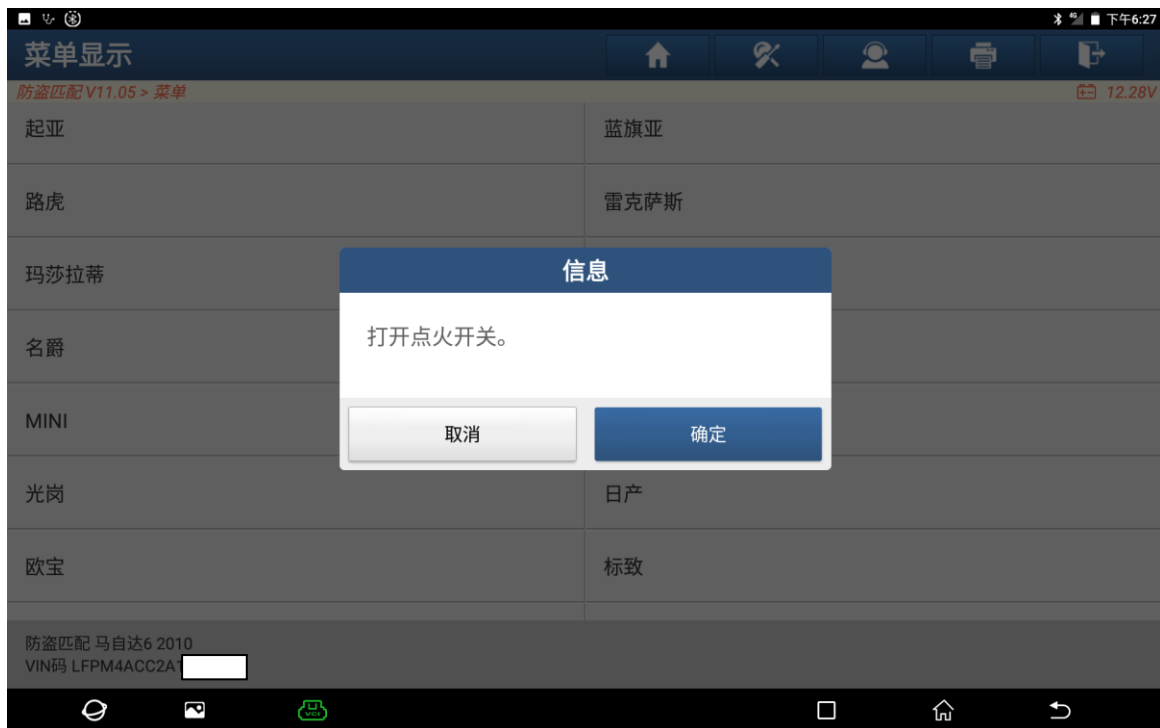 4G 下午6:27
菜单显示
防盗匹配 V11.05 > 菜单
12.28V
起亚
蓝旗亚
路虎
雷克萨斯
玛莎拉蒂
信息
打开点火开关。
名爵
MINI
取消
确定
光岗
日产
欧宝
标致
防盗匹配 马自达6 2010
VIN码 LFPM4ACC2A1
VCI